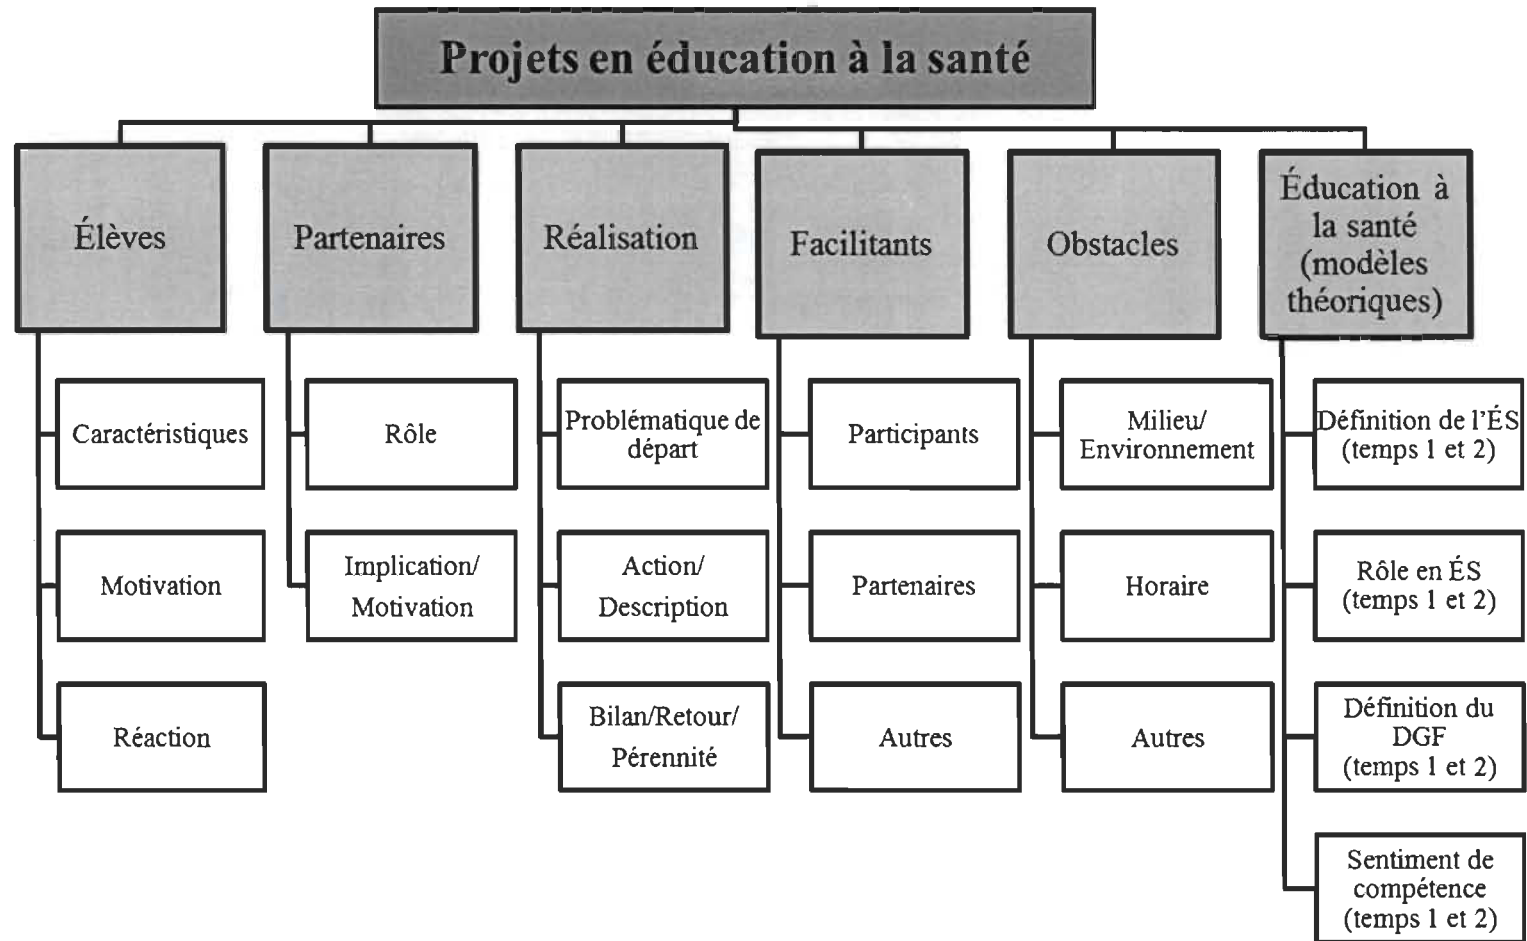 Projets en éducation à la santé
Élèves
Caractéristiques
Motivation
Réaction
Partenaires
Rôle
Implication/
Motivation
Réalisation
Problématique de
départ
Action/
Description
Bilan/Retour/
Pérennité
Facilitants
Participants
Partenaires
Autres
Obstacles
Milieu/
Environnement
Horaire
Autres
Éducation à
la santé
(modèles
théoriques)
Définition de l'ÉS
(temps 1 et 2)
Rôle en ÉS
(temps 1 et 2)
Définition du
DGF
(temps 1 et 2)
Sentiment de
compétence
(temps 1 et 2)